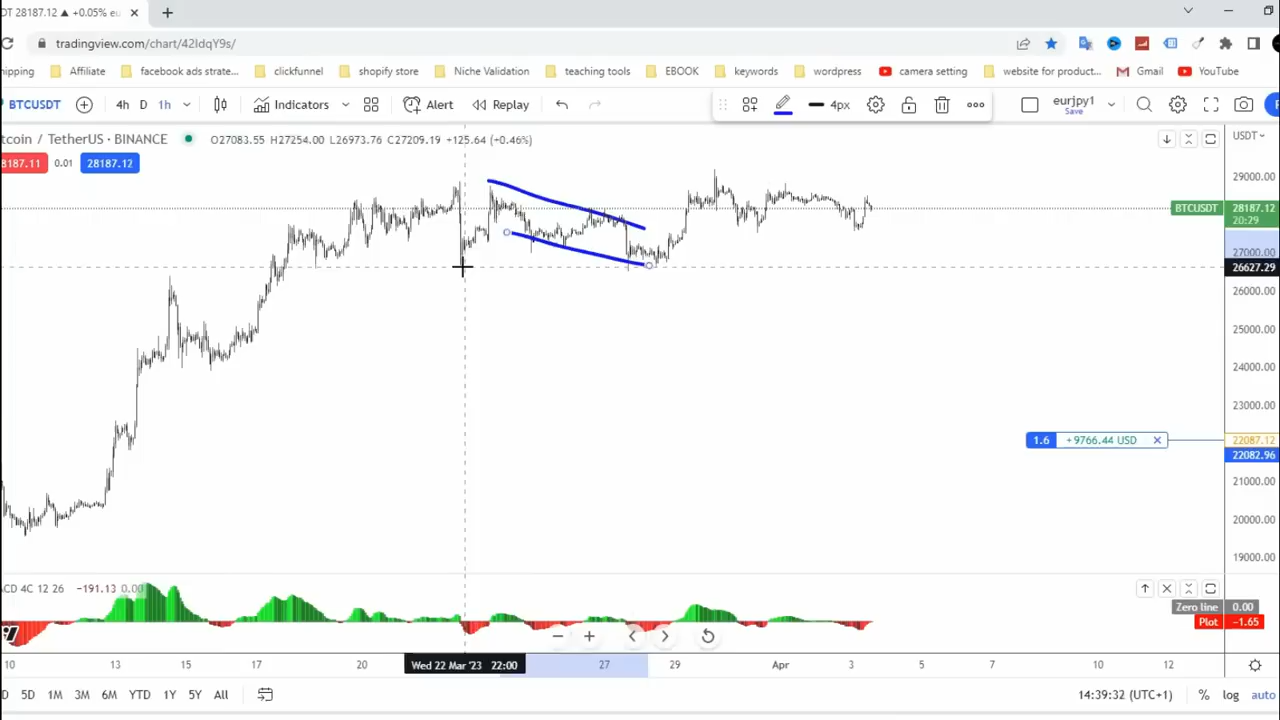 DT 28187.12 ▲ +0.05% eu
tradingview.com/chart/42IdqY9s/
hipping Affiliate facebook ads strate... clickfunnel shopify store Niche Validation teaching tools EBOOK keywords wordpress camera setting website for product... Gmail YouTube
BTCUSDT 4h D 1h Indicators Alert Replay 4px eurjpy1
Save
tcoin / TetherUS · BINANCE O27083.55 H27254.00 L26973.76 C27209.19 +125.64 (+0.46%) USDT
8187.11 0.01 28187.12
29000.00
BTCUSDT 28187.12
20:29
27000.00
26627.29
26000.00
25000.00
24000.00
23000.00
1.6 +9766.44 USD 22087.12
22082.96
21000.00
20000.00
19000.00
ACD 4C 12 26 −191.13 0.00
Zero line 0.00
Plot −1.65
10 13 15 17 20 Wed 22 Mar '23 22:00 27 29 Apr 3 5 7 10 12
D 5D 1M 3M 6M YTD 1Y 5Y All 14:39:32 (UTC+1) % log auto